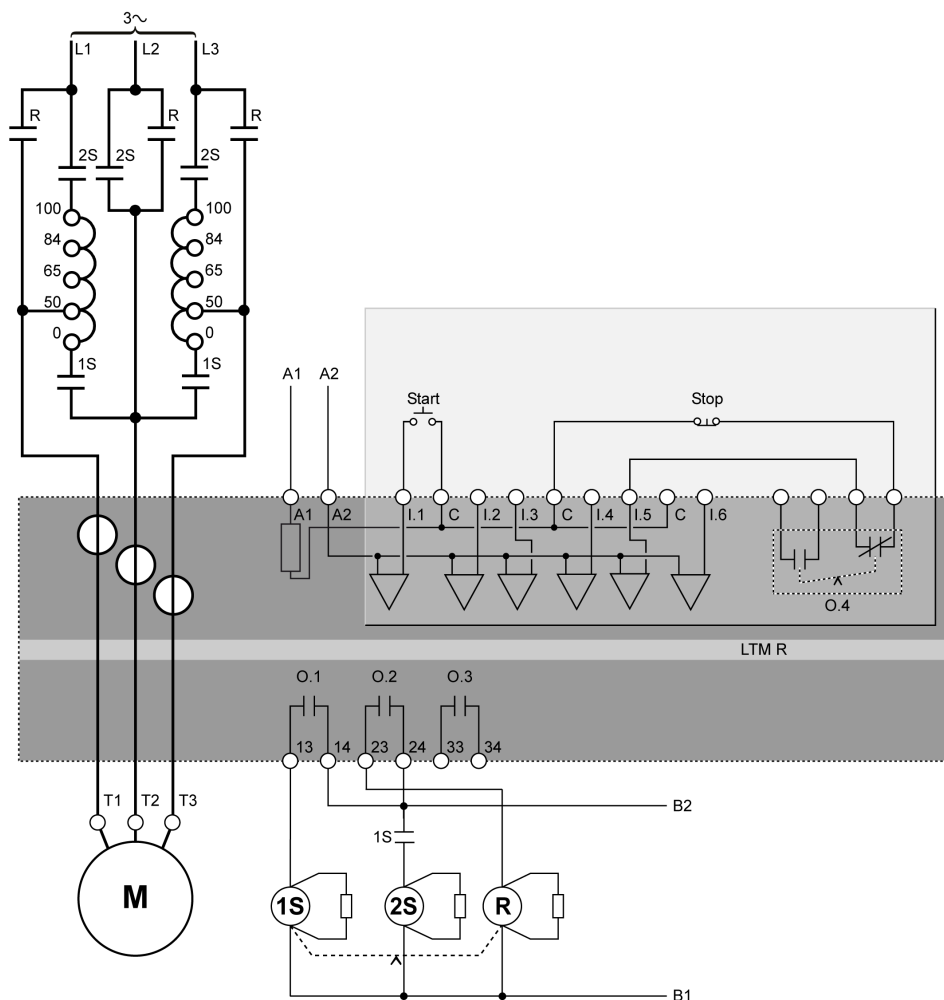 3~
L1 L2 L3
R R R
2S 2S 2S
100 100
84 84
65 65
50 50
0 0
1S 1S
A1 A2
Start Stop
A1 A2 I.1 C I.2 I.3 C I.4 I.5 C I.6
O.4
LTM R
O.1 O.2 O.3
13 14 23 24 33 34
T1 T2 T3
B2
1S
M
1S 2S R
B1